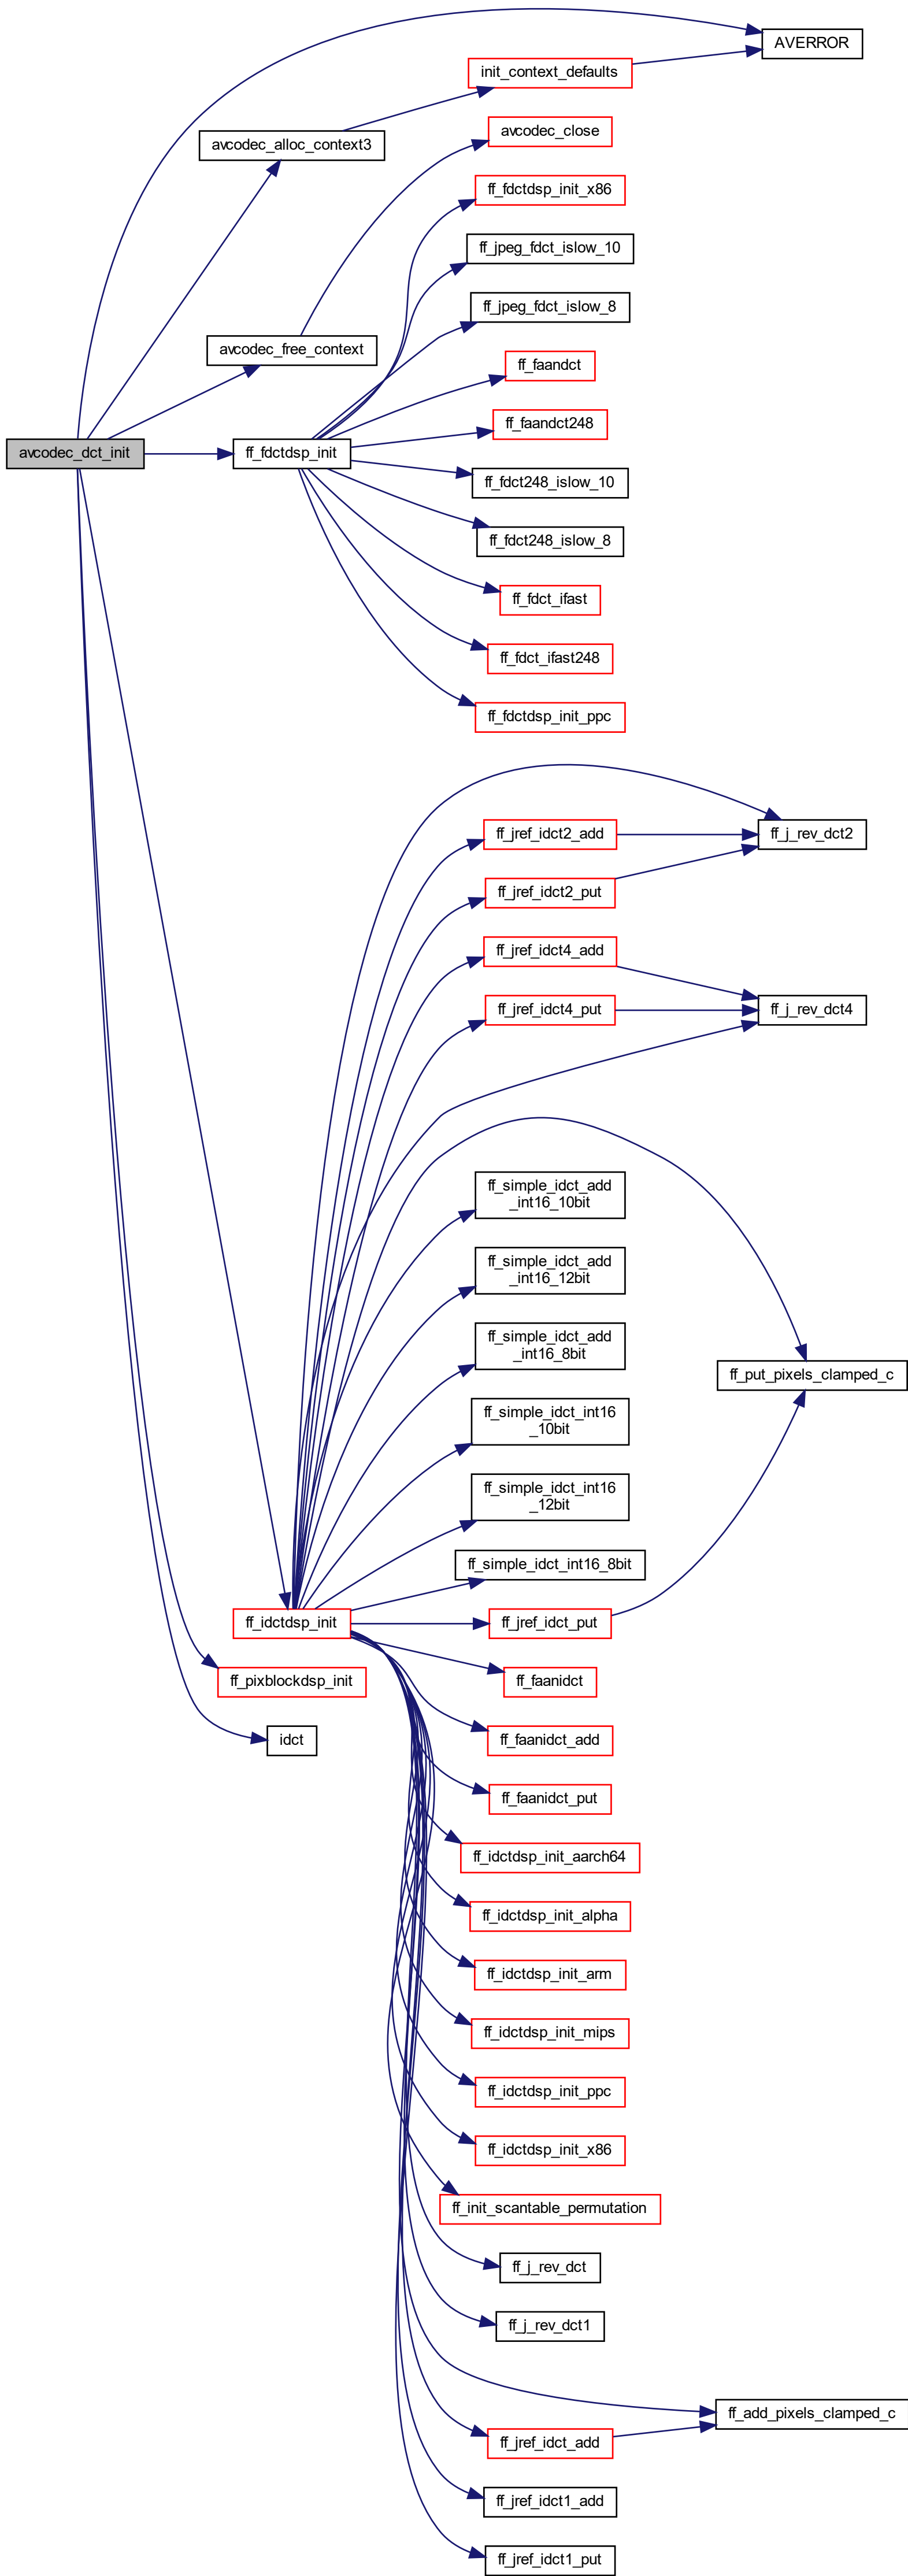 AVERROR
init_context_defaults
avcodec_close
avcodec_alloc_context3
ff_fdctdsp_init_x86
ff_jpeg_fdct_islow_10
ff_jpeg_fdct_islow_8
avcodec_free_context
ff_faandct
ff_faandct248
avcodec_dct_init
ff_fdctdsp_init
ff_fdct248_islow_10
ff_fdct248_islow_8
ff_fdct_ifast
ff_fdct_ifast248
ff_fdctdsp_init_ppc
ff_jref_idct2_add
ff_j_rev_dct2
ff_jref_idct2_put
ff_jref_idct4_add
ff_jref_idct4_put
ff_j_rev_dct4
ff_simple_idct_add
_int16_10bit
ff_simple_idct_add
_int16_12bit
ff_simple_idct_add
_int16_8bit
ff_put_pixels_clamped_c
ff_simple_idct_int16
_10bit
ff_simple_idct_int16
_12bit
ff_simple_idct_int16_8bit
ff_idctdsp_init
ff_jref_idct_put
ff_pixblockdsp_init
ff_faanidct
idct
ff_faanidct_add
ff_faanidct_put
ff_idctdsp_init_aarch64
ff_idctdsp_init_alpha
ff_idctdsp_init_arm
ff_idctdsp_init_mips
ff_idctdsp_init_ppc
ff_idctdsp_init_x86
ff_init_scantable_permutation
ff_j_rev_dct
ff_j_rev_dct1
ff_add_pixels_clamped_c
ff_jref_idct_add
ff_jref_idct1_add
ff_jref_idct1_put